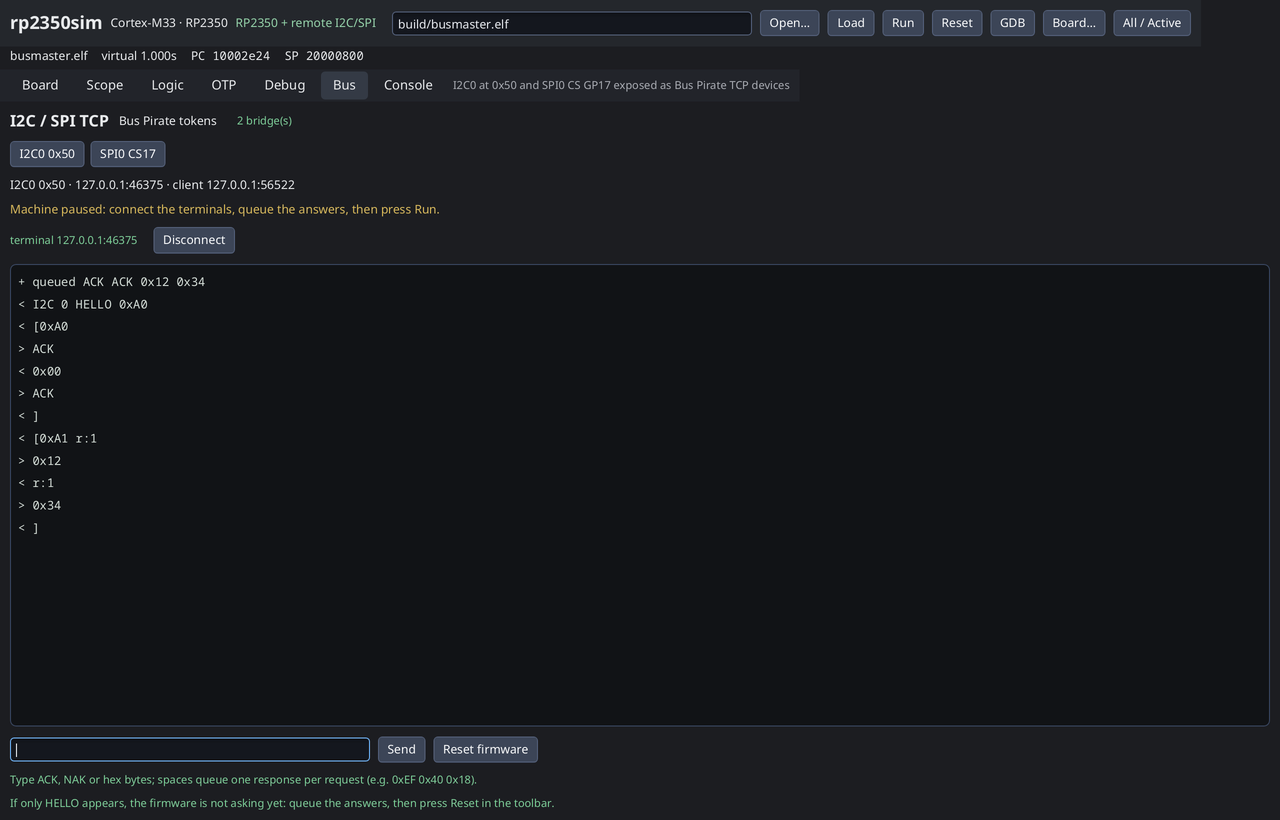 rp2350sim Cortex-M33 · RP2350 RP2350 + remote I2C/SPI build/busmaster.elf Open... Load Run Reset GDB Board... All / Active
busmaster.elf virtual 1.000s PC 10002e24 SP 20000800
Board Scope Logic OTP Debug Bus Console I2C0 at 0x50 and SPI0 CS GP17 exposed as Bus Pirate TCP devices
I2C / SPI TCP Bus Pirate tokens 2 bridge(s)
I2C0 0x50 SPI0 CS17
I2C0 0x50 · 127.0.0.1:46375 · client 127.0.0.1:56522
Machine paused: connect the terminals, queue the answers, then press Run.
terminal 127.0.0.1:46375 Disconnect
+ queued ACK ACK 0x12 0x34
< I2C 0 HELLO 0xA0
< [0xA0
> ACK
< 0x00
> ACK
< ]
< [0xA1 r:1
> 0x12
< r:1
> 0x34
< ]
Send Reset firmware
Type ACK, NAK or hex bytes; spaces queue one response per request (e.g. 0xEF 0x40 0x18).
If only HELLO appears, the firmware is not asking yet: queue the answers, then press Reset in the toolbar.